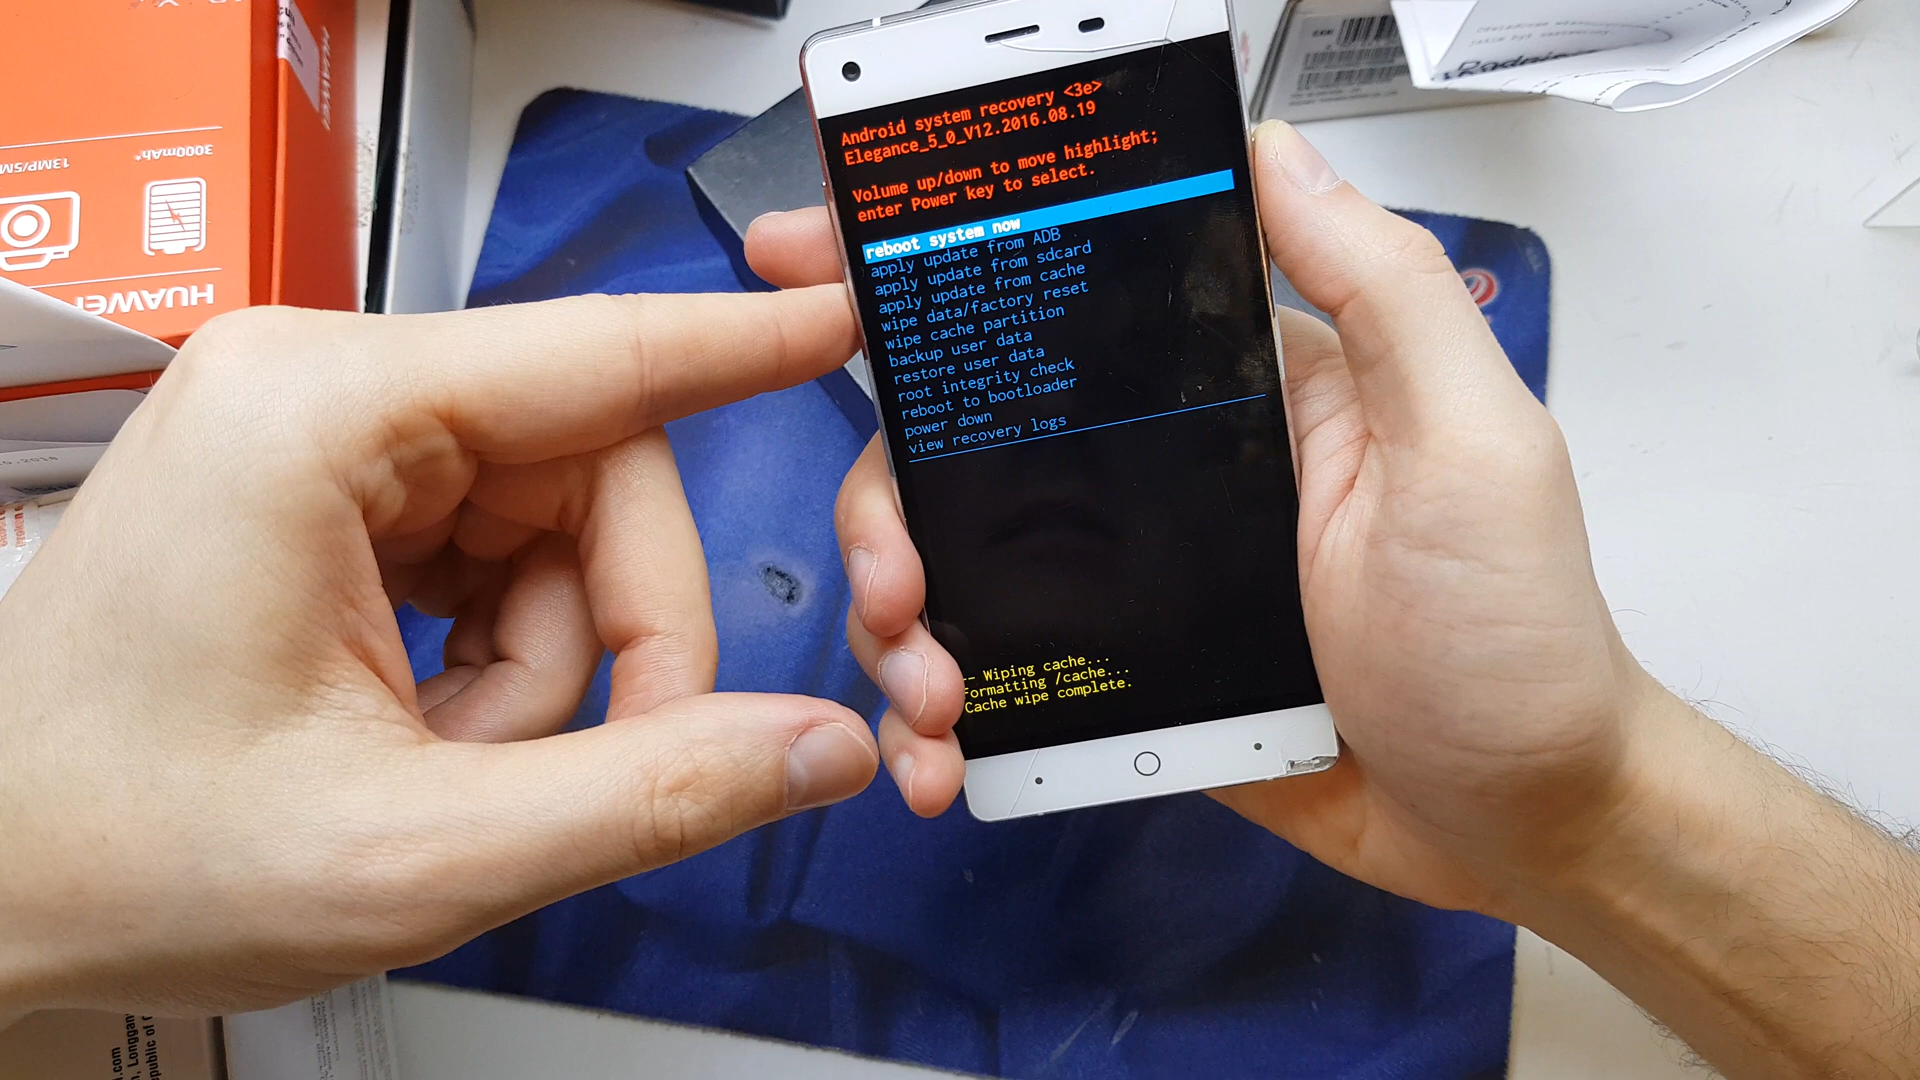 Android system recovery <3e>
Elegance_5_0_V12.2016.08.19
Volume up/down to move highlight;
enter Power key to select.
reboot system now
apply update from ADB
apply update from sdcard
apply update from cache
wipe data/factory reset
wipe cache partition
backup user data
restore user data
root integrity check
reboot to bootloader
power down
view recovery logs
-- Wiping cache...
Formatting /cache...
Cache wipe complete.
HUAWEI
3000mAh*
13MP/5M
HUAWEI